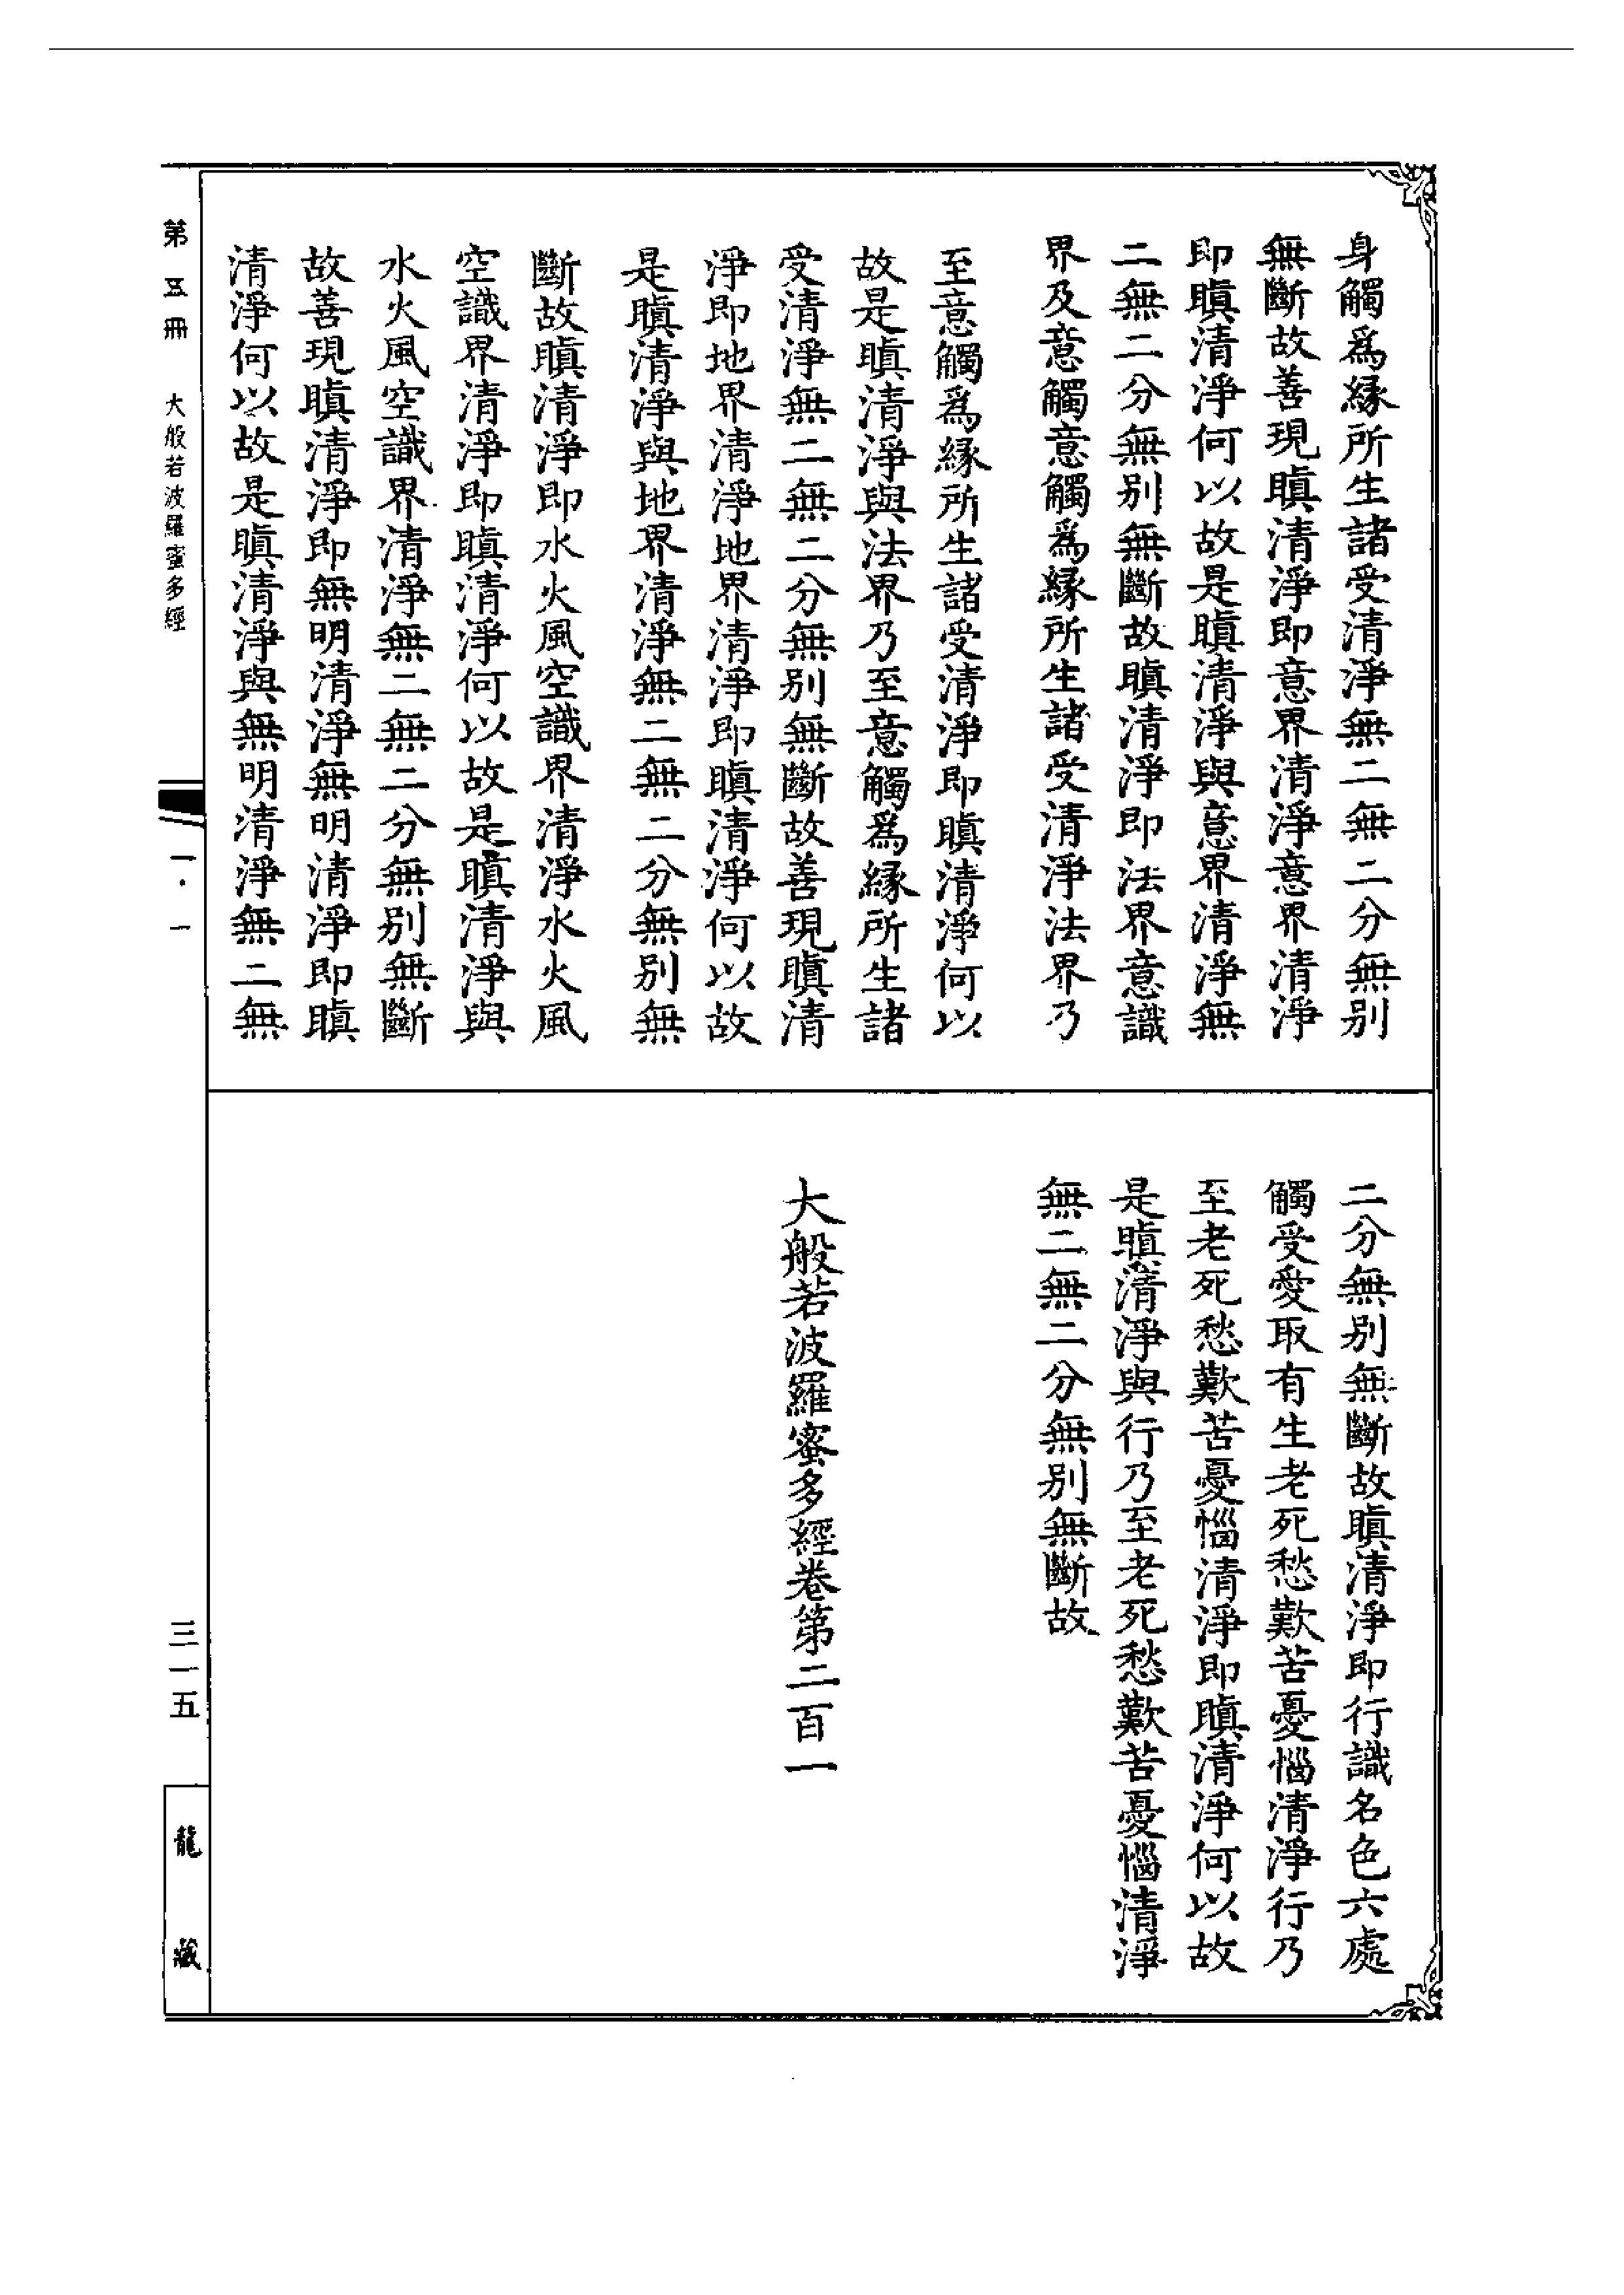 身觸爲緣所生諸受清淨無二無二分無别
無斷故善現瞋清淨即意界清淨意界清淨
即瞋清淨何以故是瞋清淨與意界清淨無
二無二分無别無斷故瞋清淨即法界意識
界及意觸意觸爲緣所生諸受清淨法界乃
至意觸爲緣所生諸受清淨即瞋清淨何以
故是瞋清淨與法界乃至意觸爲緣所生諸
受清淨無二無二分無别無斷故善現瞋清
淨即地界清淨地界清淨即瞋清淨何以故
是瞋清淨與地界清淨無二無二分無别無
斷故瞋清淨即水火風空識界清淨水火風
空識界清淨即瞋清淨何以故是瞋清淨與
水火風空識界清淨無二無二分無别無斷
故善現瞋清淨即無明清淨無明清淨即瞋
清淨何以故是瞋清淨與無明清淨無二無
二分無别無斷故瞋清淨即行識名色六處
觸受愛取有生老死愁歎苦憂惱清淨行乃
至老死愁歎苦憂惱清淨即瞋清淨何以故
是瞋清淨與行乃至老死愁歎苦憂惱清淨
無二無二分無别無斷故
大般若波羅蜜多經卷第二百一
第五冊 大般若波羅蜜多經
一·一
三一五
龍藏